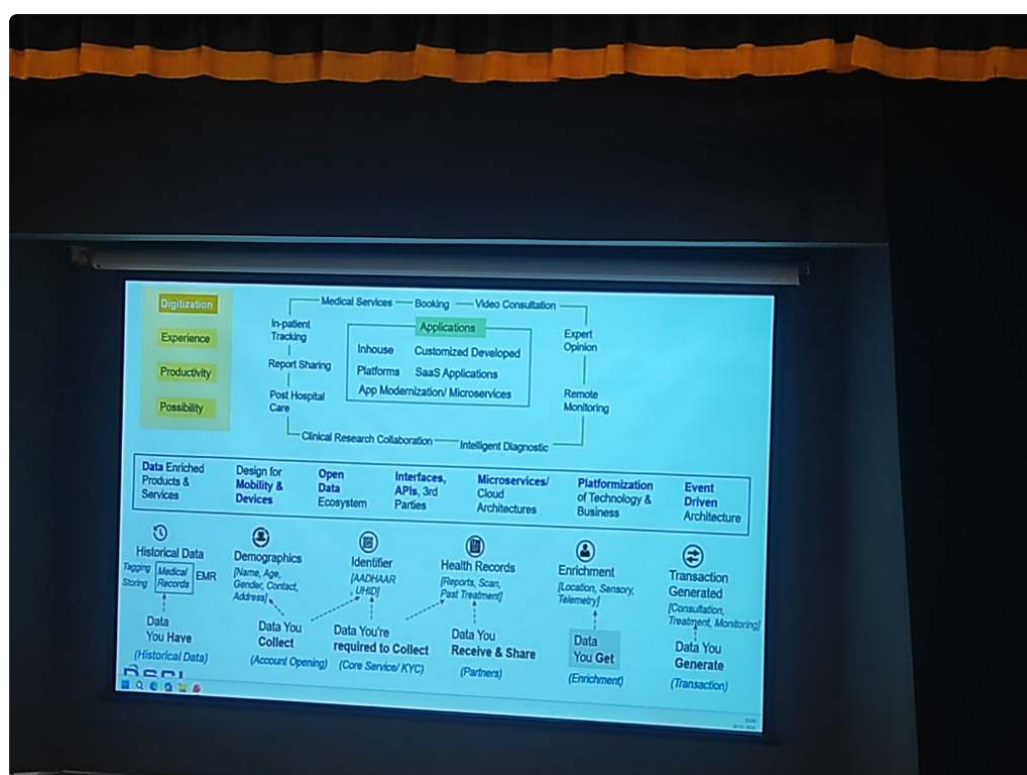 Digitization
Experience
Productivity
Possibility
Medical Services
Booking
Video Consultation
In-patient
Tracking
Report Sharing
Post Hospital
Care
Applications
Inhouse
Customized Developed
Platforms
SaaS Applications
App Modernization/ Microservices
Expert
Opinion
Remote
Monitoring
Clinical Research Collaboration
Intelligent Diagnostic
Data Enriched
Products &
Services
Design for
Mobility &
Devices
Open
Data
Ecosystem
Interfaces,
APIs, 3rd
Parties
Microservices/
Cloud
Architectures
Platformization
of Technology &
Business
Event
Driven
Architecture
Historical Data
Tagging
Storing
Medical
Records
EMR
Data
You Have
(Historical Data)
Demographics
[Name, Age,
Gender, Contact,
Address]
Data You
Collect
(Account Opening)
Identifier
[AADHAAR
, UHID]
Data You're
required to Collect
(Core Service/ KYC)
Health Records
[Reports, Scan,
Past Treatment]
Data You
Receive & Share
(Partners)
Enrichment
[Location, Sensory,
Telemetry]
Data
You Get
(Enrichment)
Transaction
Generated
[Consultation,
Treatment, Monitoring]
Data You
Generate
(Transaction)